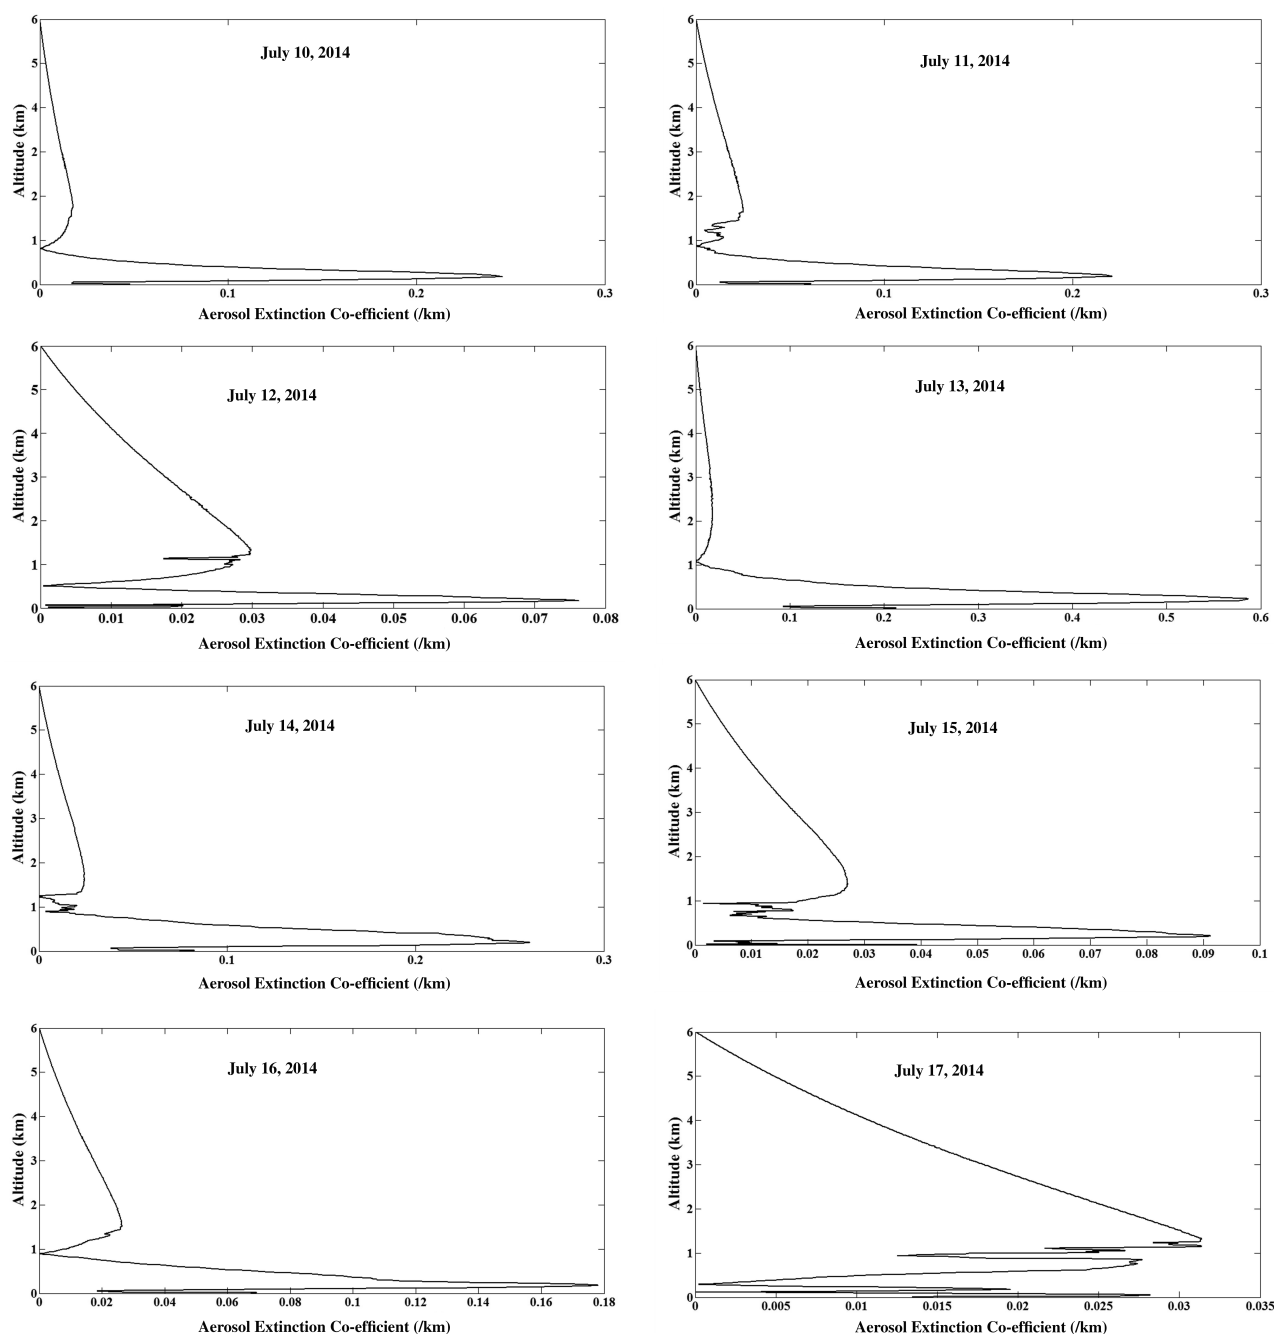 6
5
4
2
2
1
0
Altitude (km)
July 10, 2014
0 0.1 0.2 0.3
Aerosol Extinction Co-efficient (/km)
6
5
4
3
2
1
0
Altitude (km)
July 11, 2014
0 0.1 0.2 0.3
Aerosol Extinction Co-efficient (/km)
6
5
4
3
2
1
0
Altitude (km)
July 12, 2014
0 0.01 0.02 0.03 0.04 0.05 0.06 0.07 0.08
Aerosol Extinction Co-efficient (/km)
6
5
4
3
2
1
0
Altitude (km)
July 13, 2014
0.1 0.2 0.3 0.4 0.5 0.6
Aerosol Extinction Co-efficient (/km)
6
5
4
3
2
1
0
Altitude (km)
July 14, 2014
0 0.1 0.2 0.3
Aerosol Extinction Co-efficient (/km)
6
5
4
3
2
1
0
Altitude (km)
July 15, 2014
0 0.01 0.02 0.03 0.04 0.05 0.06 0.07 0.08 0.09 0.1
Aerosol Extinction Co-efficient (/km)
6
5
4
3
2
1
0
Altitude (km)
July 16, 2014
0 0.02 0.04 0.06 0.08 0.1 0.12 0.14 0.16 0.18
Aerosol Extinction Co-efficient (/km)
6
5
4
3
2
1
0
Altitude (km)
July 17, 2014
0 0.005 0.01 0.015 0.02 0.025 0.03 0.035
Aerosol Extinction Co-efficient (/km)